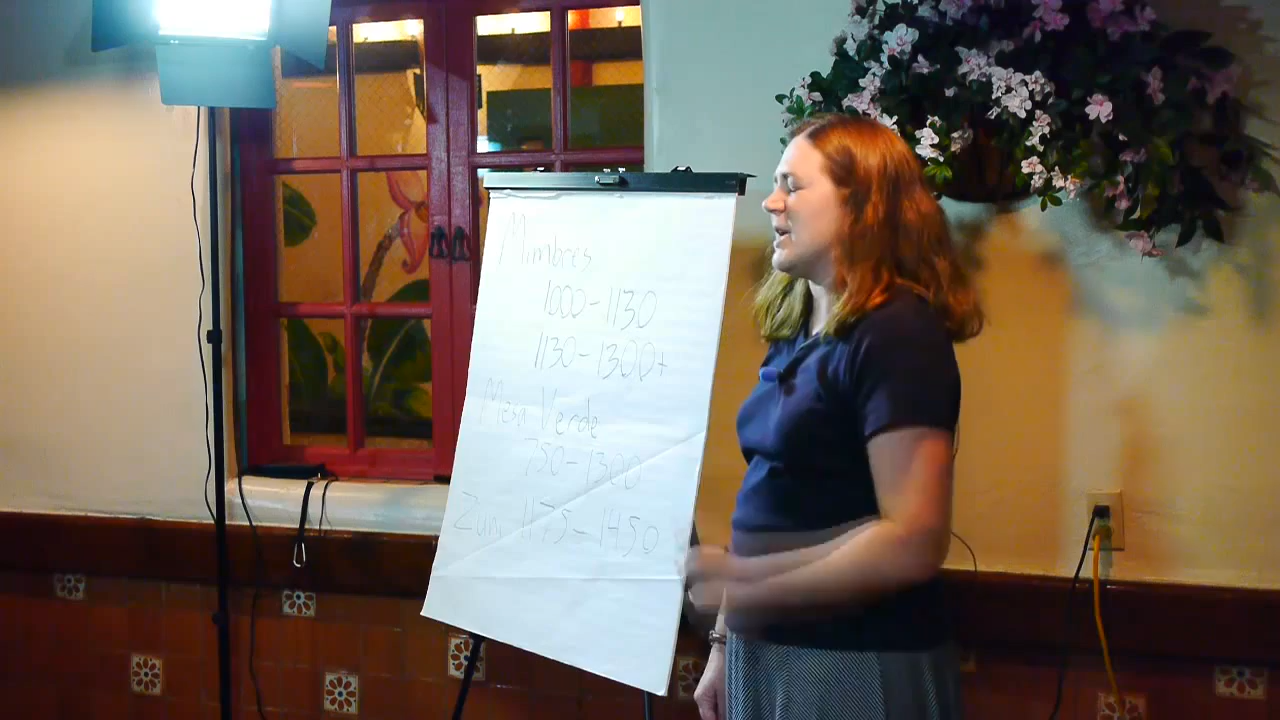 Mimbres
1000-1130
1130-1300+
Mesa Verde
750-1300
Zuni 1175-1450